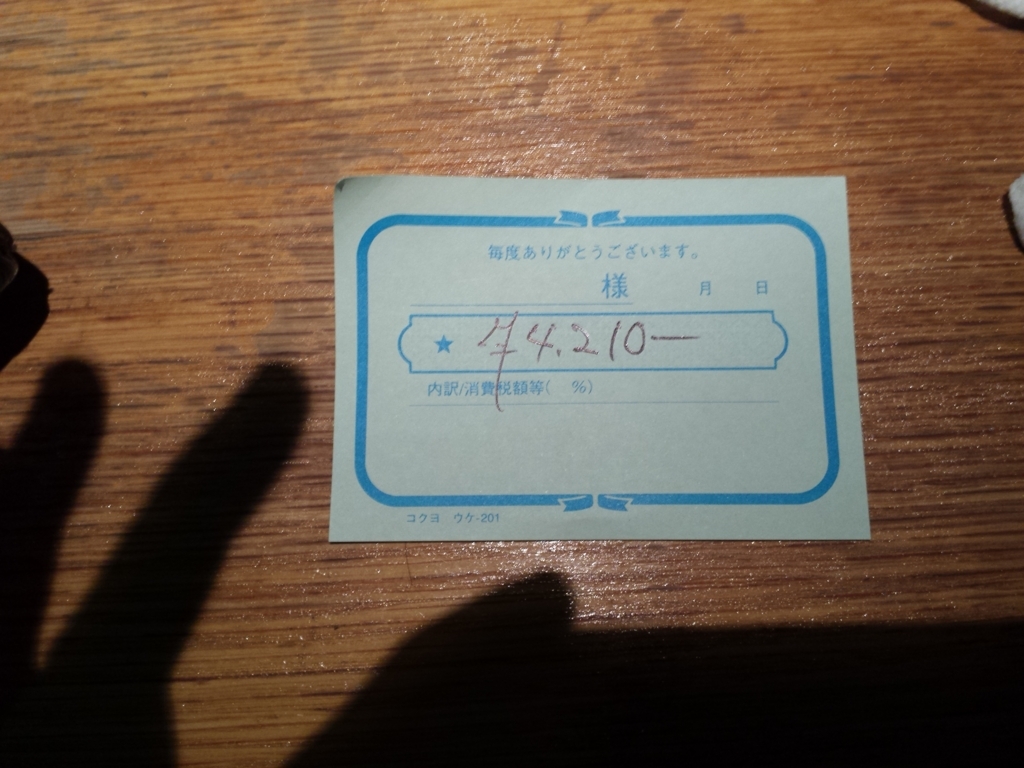 毎度ありがとうございます。
様 月 日
★ ¥4.210—
内訳/消費税額等( %)
コクヨ ウケ-201